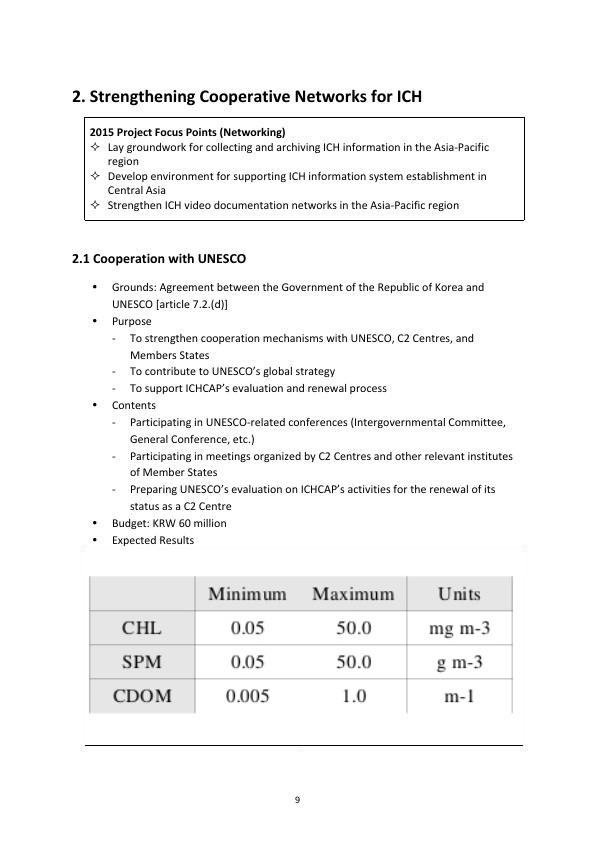 2. Strengthening Cooperative Networks for ICH
2015 Project Focus Points (Networking)
✧ Lay groundwork for collecting and archiving ICH information in the Asia-Pacific
region
✧ Develop environment for supporting ICH information system establishment in
Central Asia
✧ Strengthen ICH video documentation networks in the Asia-Pacific region
2.1 Cooperation with UNESCO
• Grounds: Agreement between the Government of the Republic of Korea and
UNESCO [article 7.2.(d)]
• Purpose
- To strengthen cooperation mechanisms with UNESCO, C2 Centres, and
Members States
- To contribute to UNESCO’s global strategy
- To support ICHCAP’s evaluation and renewal process
• Contents
- Participating in UNESCO-related conferences (Intergovernmental Committee,
General Conference, etc.)
- Participating in meetings organized by C2 Centres and other relevant institutes
of Member States
- Preparing UNESCO’s evaluation on ICHCAP’s activities for the renewal of its
status as a C2 Centre
• Budget: KRW 60 million
• Expected Results
Minimum Maximum Units
CHL 0.05 50.0 mg m-3
SPM 0.05 50.0 g m-3
CDOM 0.005 1.0 m-1
9